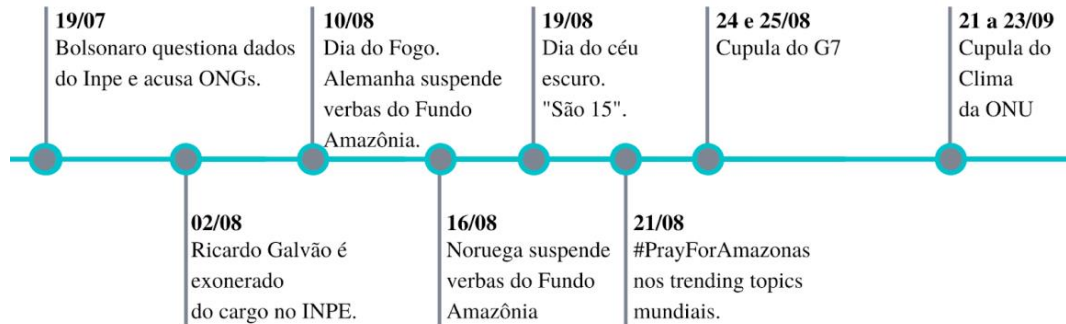 19/07
Bolsonaro questiona dados
do Inpe e acusa ONGs.
10/08
Dia do Fogo.
Alemanha suspende
verbas do Fundo
Amazônia.
19/08
Dia do céu
escuro.
"São 15".
24 e 25/08
Cupula do G7
21 a 23/09
Cupula do
Clima
da ONU
02/08
Ricardo Galvão é
exonerado
do cargo no INPE.
16/08
Noruega suspende
verbas do Fundo
Amazônia
21/08
#PrayForAmazonas
nos trending topics
mundiais.